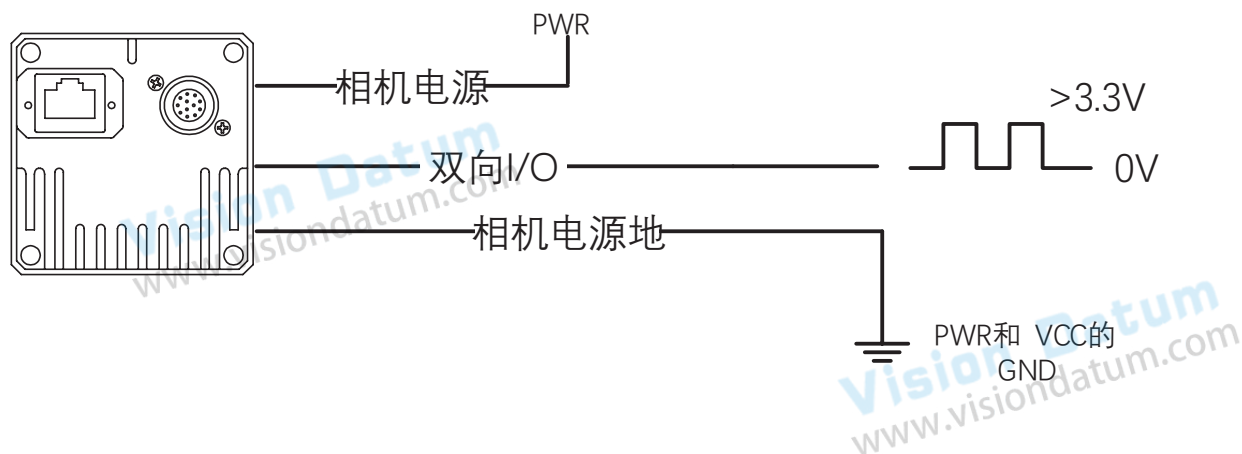 PWR
相机电源
>3.3V
双向I/O
0V
Vision Datum
www.visiondatum.com
相机电源地
PWR和 VCC的
GND
Vision Datum
www.visiondatum.com